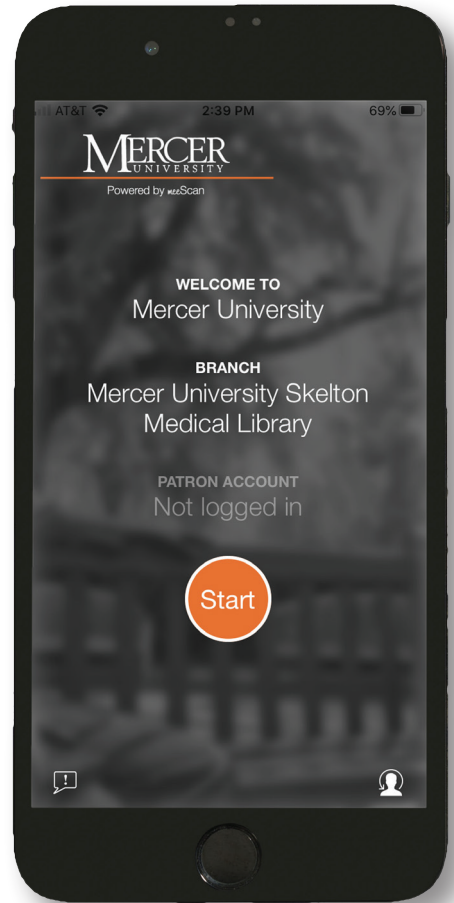 AT&T 2:39 PM 69%
MERCER
UNIVERSITY
Powered by meeScan
WELCOME TO
Mercer University
BRANCH
Mercer University Skelton
Medical Library
PATRON ACCOUNT
Not logged in
Start
!